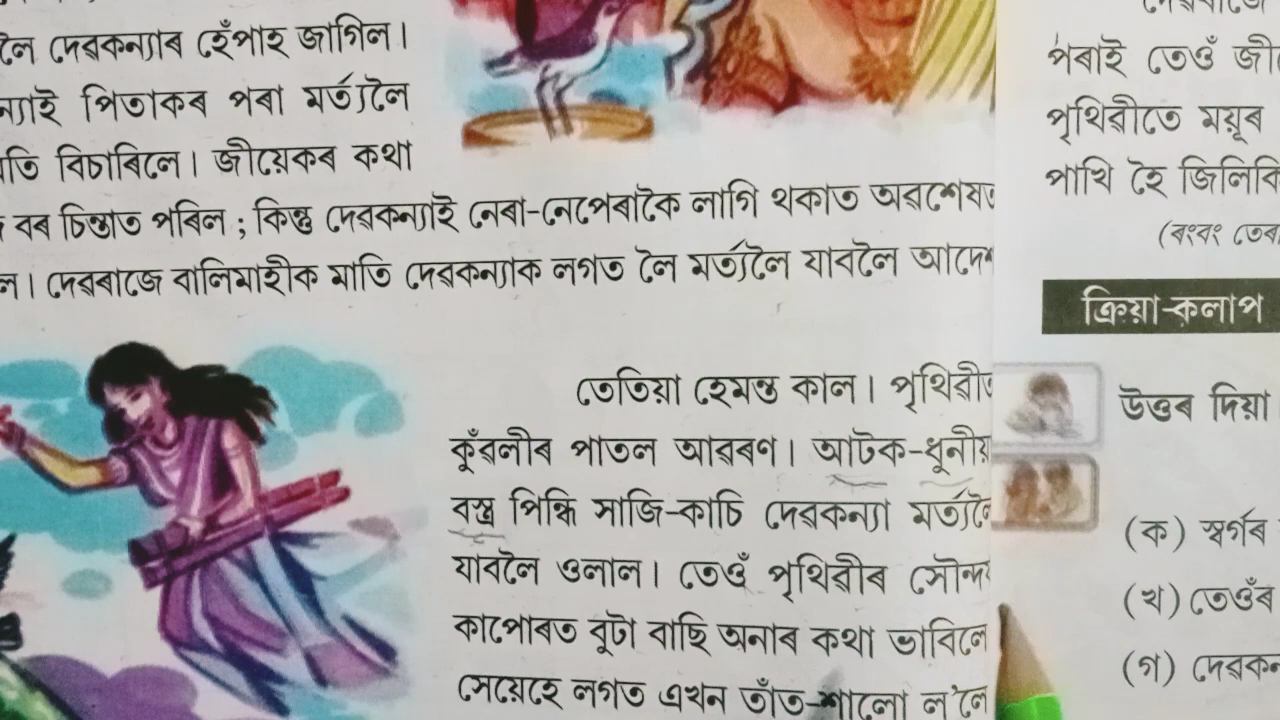 লৈ দেৱকন্যাৰ হেঁপাহ জাগিল।
পিতাকৰ পৰা মৰ্ত্যলৈ
বিচাৰিলে। জীয়েকৰ কথা
বৰ চিন্তাত পৰিল ; কিন্তু দেৱকন্যাই নেৰা-নেপেৰাকৈ লাগি থকাত অৱশেষত
দেৱৰাজে বালিমাহীক মাতি দেৱকন্যাক লগত লৈ মৰ্ত্যলৈ যাবলৈ
তেতিয়া হেমন্ত কাল। পৃথিৱীত
কুঁৱলীৰ পাতল আৱৰণ। আটক-ধুনীয়
বস্ত্ৰ পিন্ধি সাজি-কাচি দেৱকন্যা মৰ্ত্যলৈ
যাবলৈ ওলাল। তেওঁ পৃথিৱীৰ
কাপোৰত বুটা বাছি অনাৰ কথা ভাবিলে
সেয়েহে লগত এখন তাঁত-শালো ল'লে
পৰাই তেওঁ
পৃথিৱীতে ময়ূৰ
পাখি হৈ
(ৰংবং
ক্ৰিয়া-কলাপ
উত্তৰ দিয়া
(ক) স্বৰ্গৰ
(খ) তেওঁৰ
(গ)